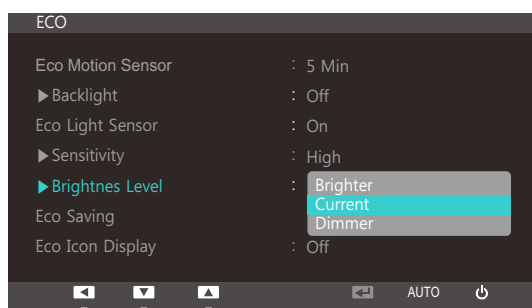 ECO
Eco Motion Sensor : 5 Min
▶Backlight : Off
Eco Light Sensor : On
▶Sensitivity : High
▶Brightnes Level : Brighter
Current
Dimmer
Eco Saving
Eco Icon Display : Off
AUTO